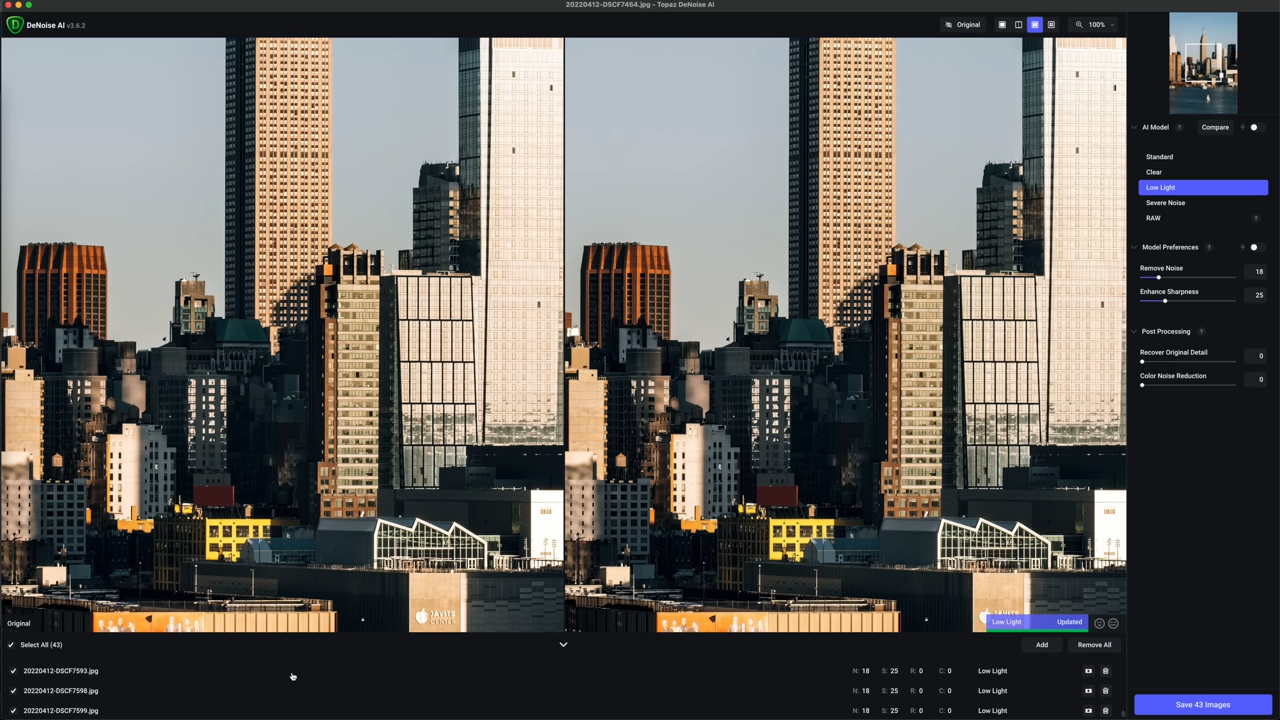 20220412-DSCF7464.jpg - Topaz DeNoise AI
DeNoise AI v3.6.2
Original
100%
AI Model ?
Compare
Standard
Clear
Low Light
Severe Noise
RAW ?
Model Preferences ?
Remove Noise 18
Enhance Sharpness 25
Post Processing ?
Recover Original Detail 0
Color Noise Reduction 0
JAVITS
CENTER
Original
Low Light Updated
Select All (43)
Add
Remove All
20220412-DSCF7593.jpg N: 18 S: 25 R: 0 C: 0 Low Light
20220412-DSCF7598.jpg N: 18 S: 25 R: 0 C: 0 Low Light
20220412-DSCF7599.jpg N: 18 S: 25 R: 0 C: 0 Low Light
Save 43 Images